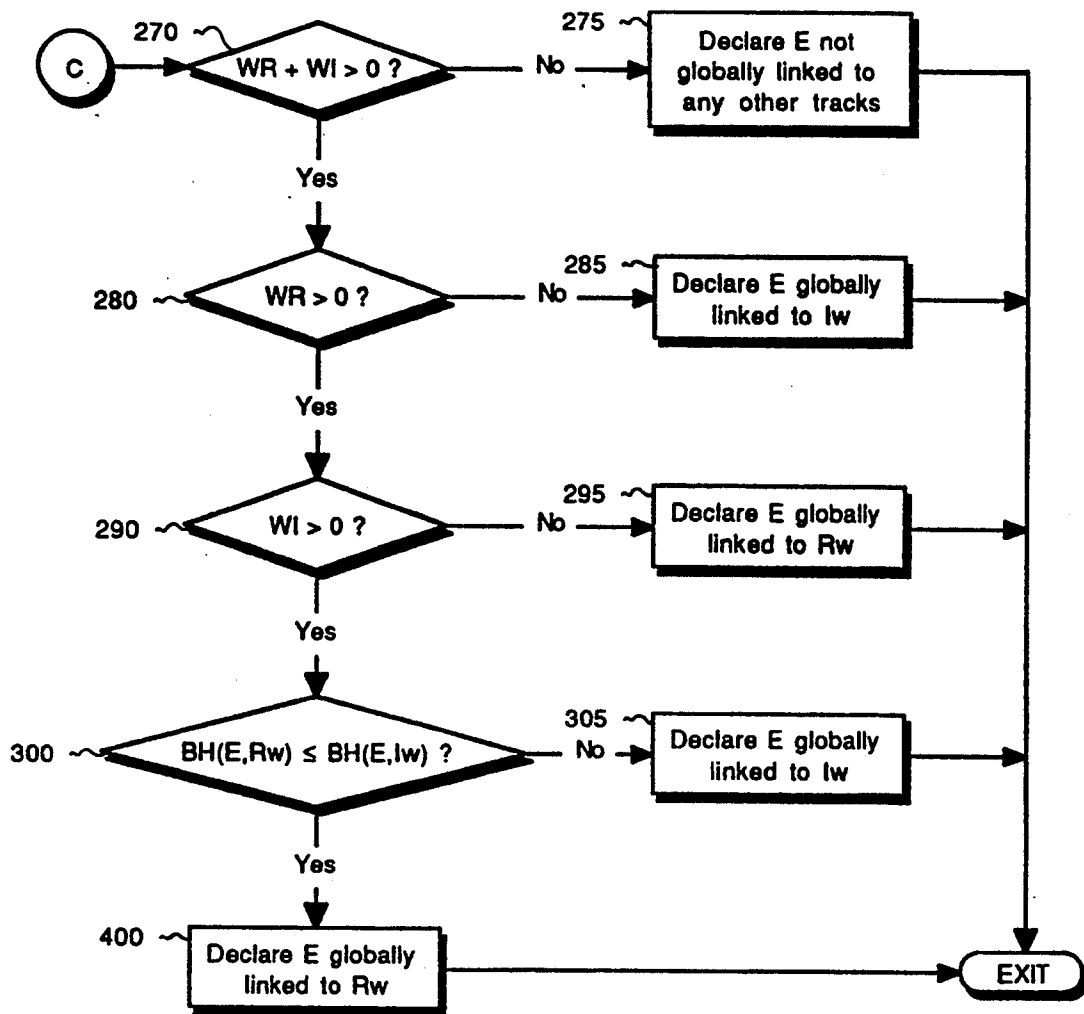 270
275
C
WR + WI > 0 ?
No
Declare E not
globally linked to
any other tracks
Yes
280
WR > 0 ?
No
285
Declare E globally
linked to Iw
Yes
290
WI > 0 ?
No
295
Declare E globally
linked to Rw
Yes
300
BH(E,Rw) ≤ BH(E,Iw) ?
No
305
Declare E globally
linked to Iw
Yes
400
Declare E globally
linked to Rw
EXIT